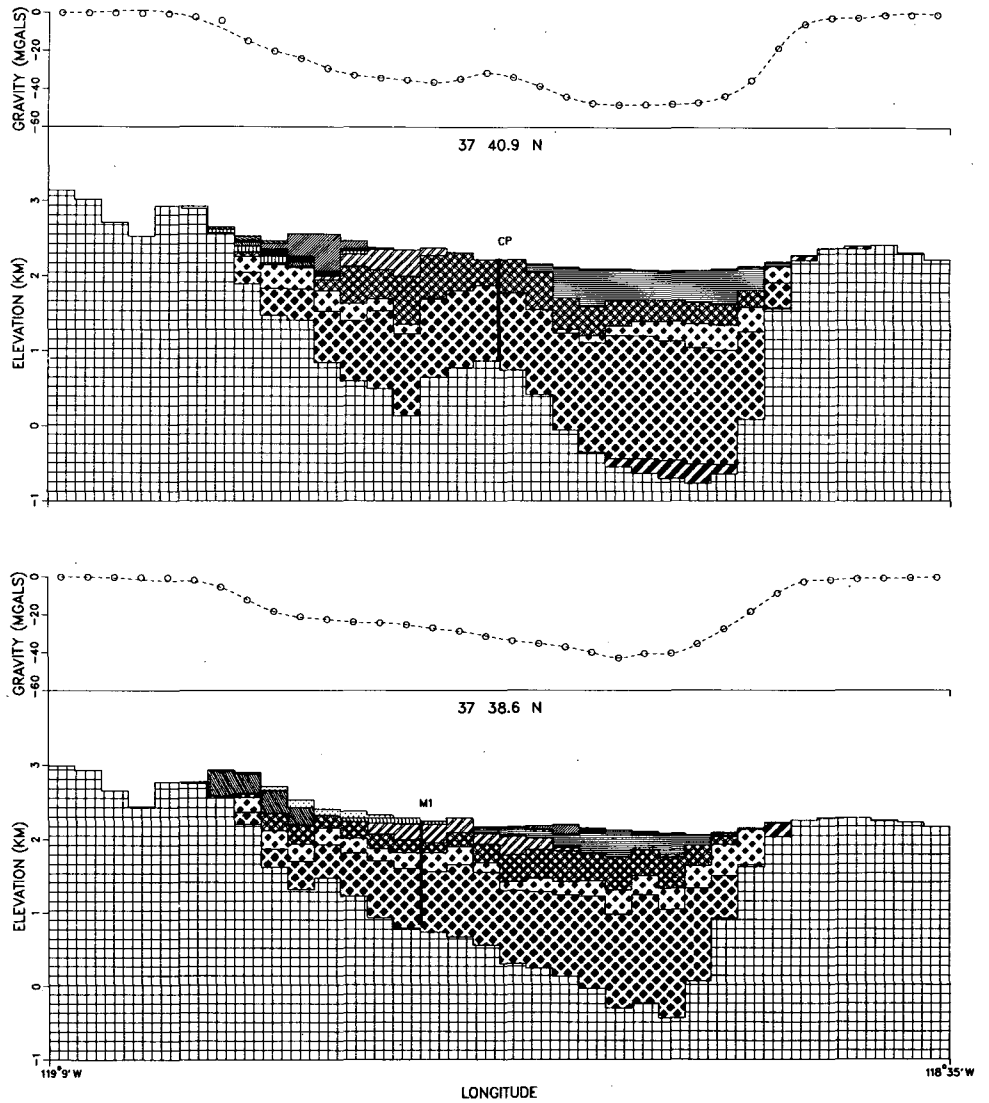 GRAVITY (MGALS)
0
-20
-40
-60
37 40.9 N
ELEVATION (KM)
3
2
1
0
-1
CP
GRAVITY (MGALS)
0
-20
-40
-60
37 38.6 N
ELEVATION (KM)
3
2
1
0
-1
M1
119°9'W
118°35'W
LONGITUDE